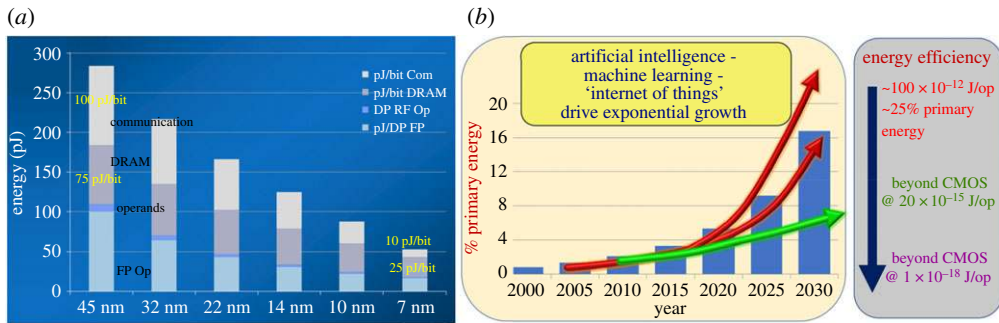 (a)
300
250
200
150
100
50
0
energy (pJ)
pJ/bit Com
pJ/bit DRAM
DP RF Op
pJ/DP FP
100 pJ/bit
communication
DRAM
75 pJ/bit
operands
FP Op
10 pJ/bit
25 pJ/bit
45 nm 32 nm 22 nm 14 nm 10 nm 7 nm
(b)
artificial intelligence -
machine learning -
‘internet of things’
drive exponential growth
20
16
12
8
4
0
% primary energy
2000 2005 2010 2015 2020 2025 2030
year
energy efficiency
~100 × 10⁻¹² J/op
~25% primary
energy
beyond CMOS
@ 20 × 10⁻¹⁵ J/op
beyond CMOS
@ 1 × 10⁻¹⁸ J/op